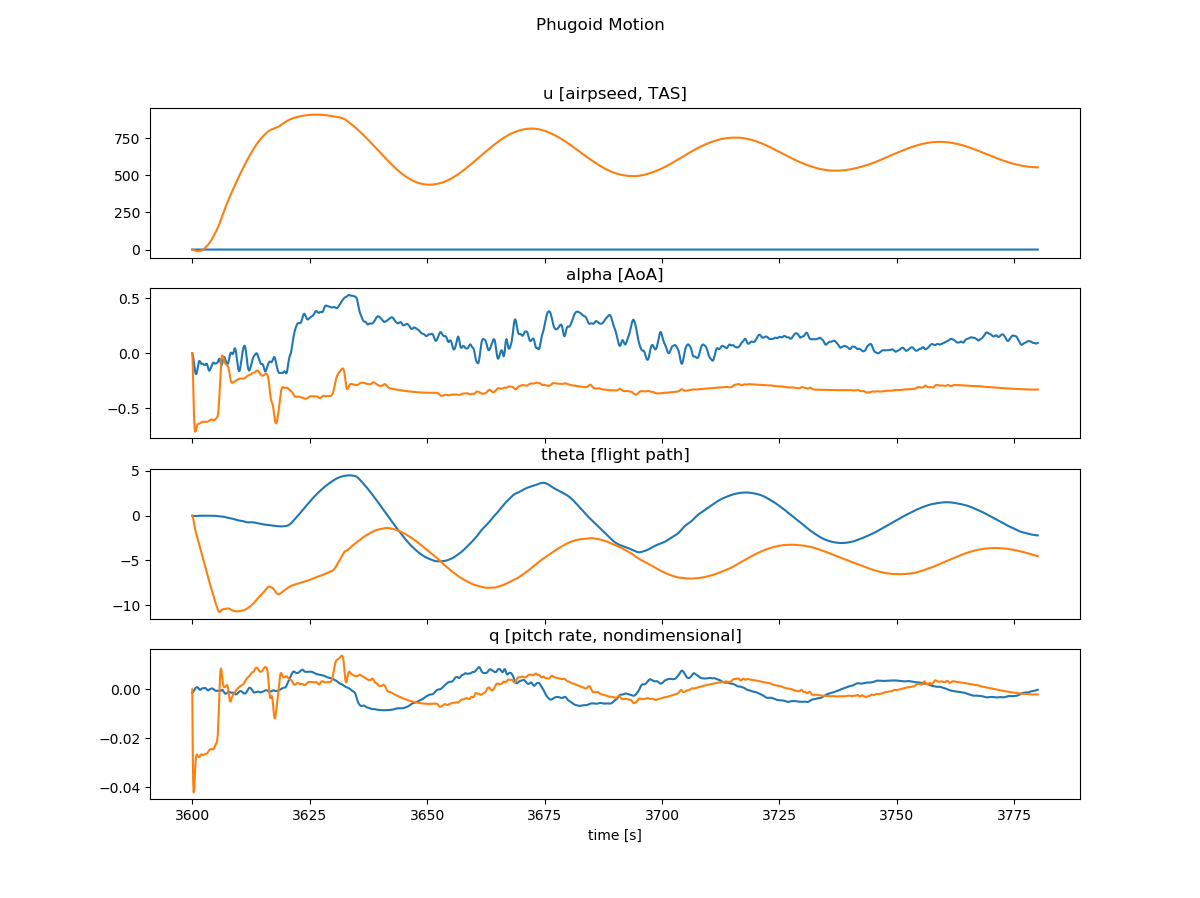 Phugoid Motion
u [airpseed, TAS]
750
500
250
0
alpha [AoA]
0.5
0.0
−0.5
theta [flight path]
5
0
−5
−10
q [pitch rate, nondimensional]
0.00
−0.02
−0.04
3600 3625 3650 3675 3700 3725 3750 3775
time [s]